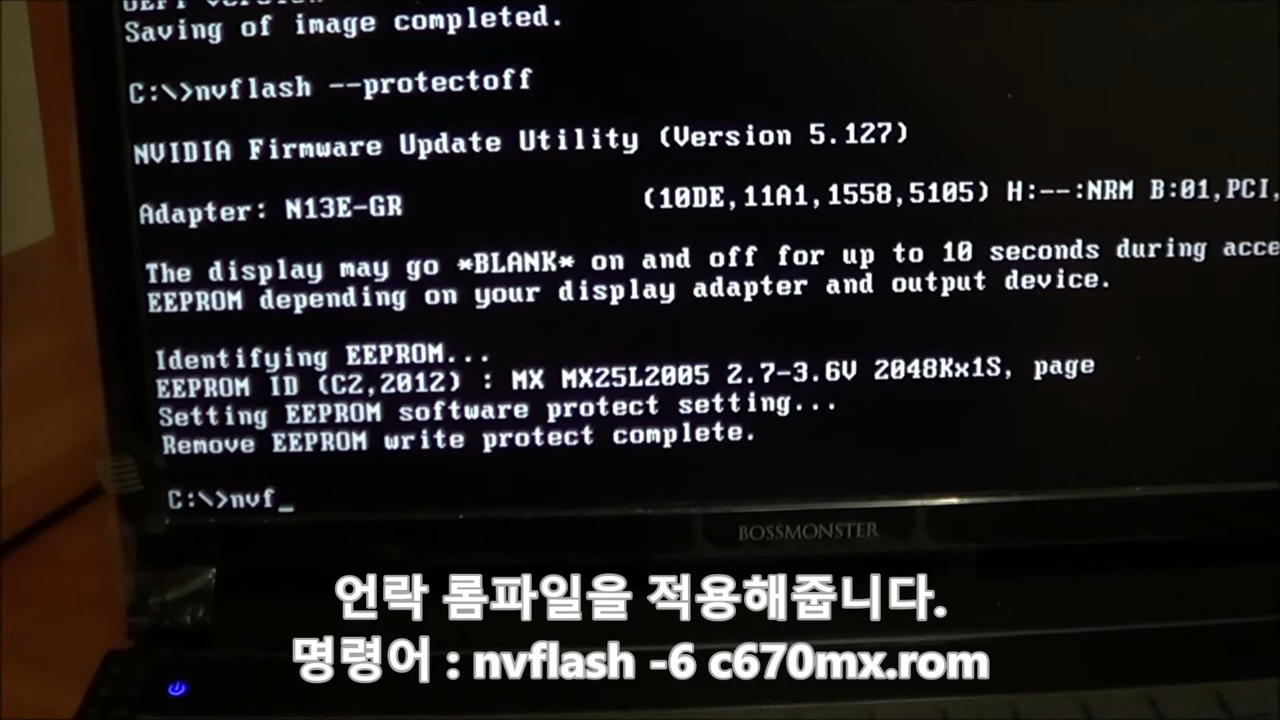 UEFI Version
Saving of image completed.
C:\>nvflash --protectoff
NVIDIA Firmware Update Utility (Version 5.127)
Adapter: N13E-GR (10DE,11A1,1558,5105) H:--:NRM B:01,PCI,
The display may go *BLANK* on and off for up to 10 seconds during acce
EEPROM depending on your display adapter and output device.
Identifying EEPROM...
EEPROM ID (C2,2012) : MX MX25L2005 2.7-3.6V 2048Kx1S, page
Setting EEPROM software protect setting...
Remove EEPROM write protect complete.
C:\>nvf_
BOSSMONSTER
언락 롬파일을 적용해줍니다.
명령어 : nvflash -6 c670mx.rom